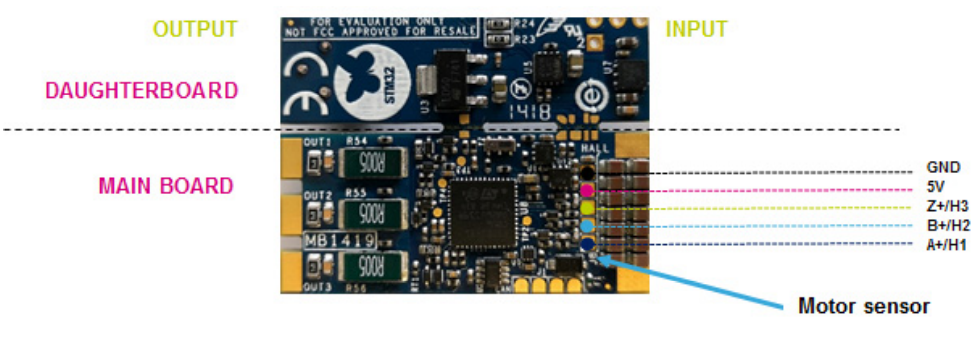 OUTPUT
INPUT
FOR EVALUATION ONLY
NOT FCC APPROVED FOR RESALE
R24
R23
2
U5
U7
STM32
U3
1418
DAUGHTERBOARD
MAIN BOARD
OUT1
R54
R005
HALL
OUT2
R55
R005
MB1419
R005
OUT3
R56
J1
GND
5V
Z+/H3
B+/H2
A+/H1
Motor sensor